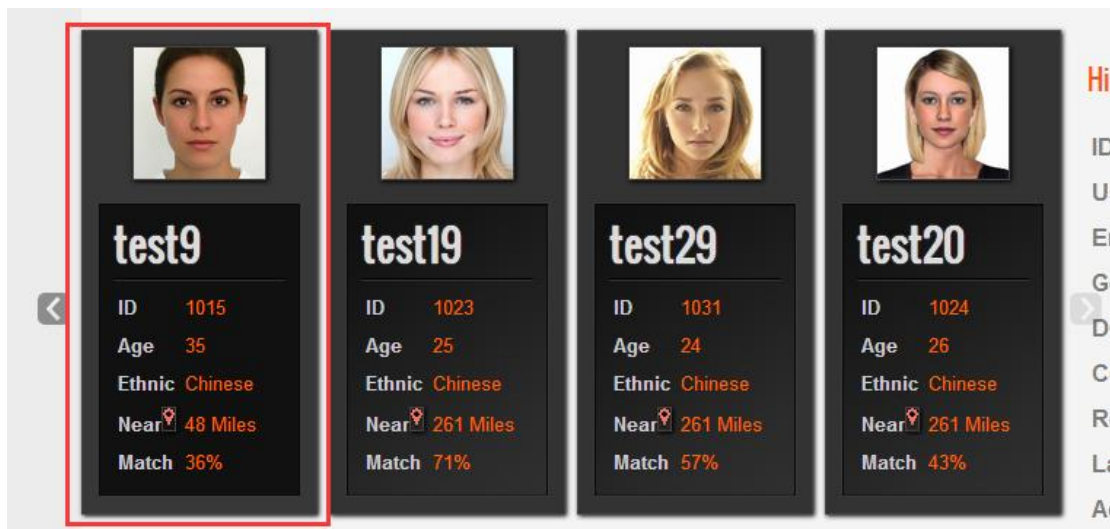 test9
ID 1015
Age 35
Ethnic Chinese
Near 48 Miles
Match 36%
test19
ID 1023
Age 25
Ethnic Chinese
Near 261 Miles
Match 71%
test29
ID 1031
Age 24
Ethnic Chinese
Near 261 Miles
Match 57%
test20
ID 1024
Age 26
Ethnic Chinese
Near 261 Miles
Match 43%
Hi
ID